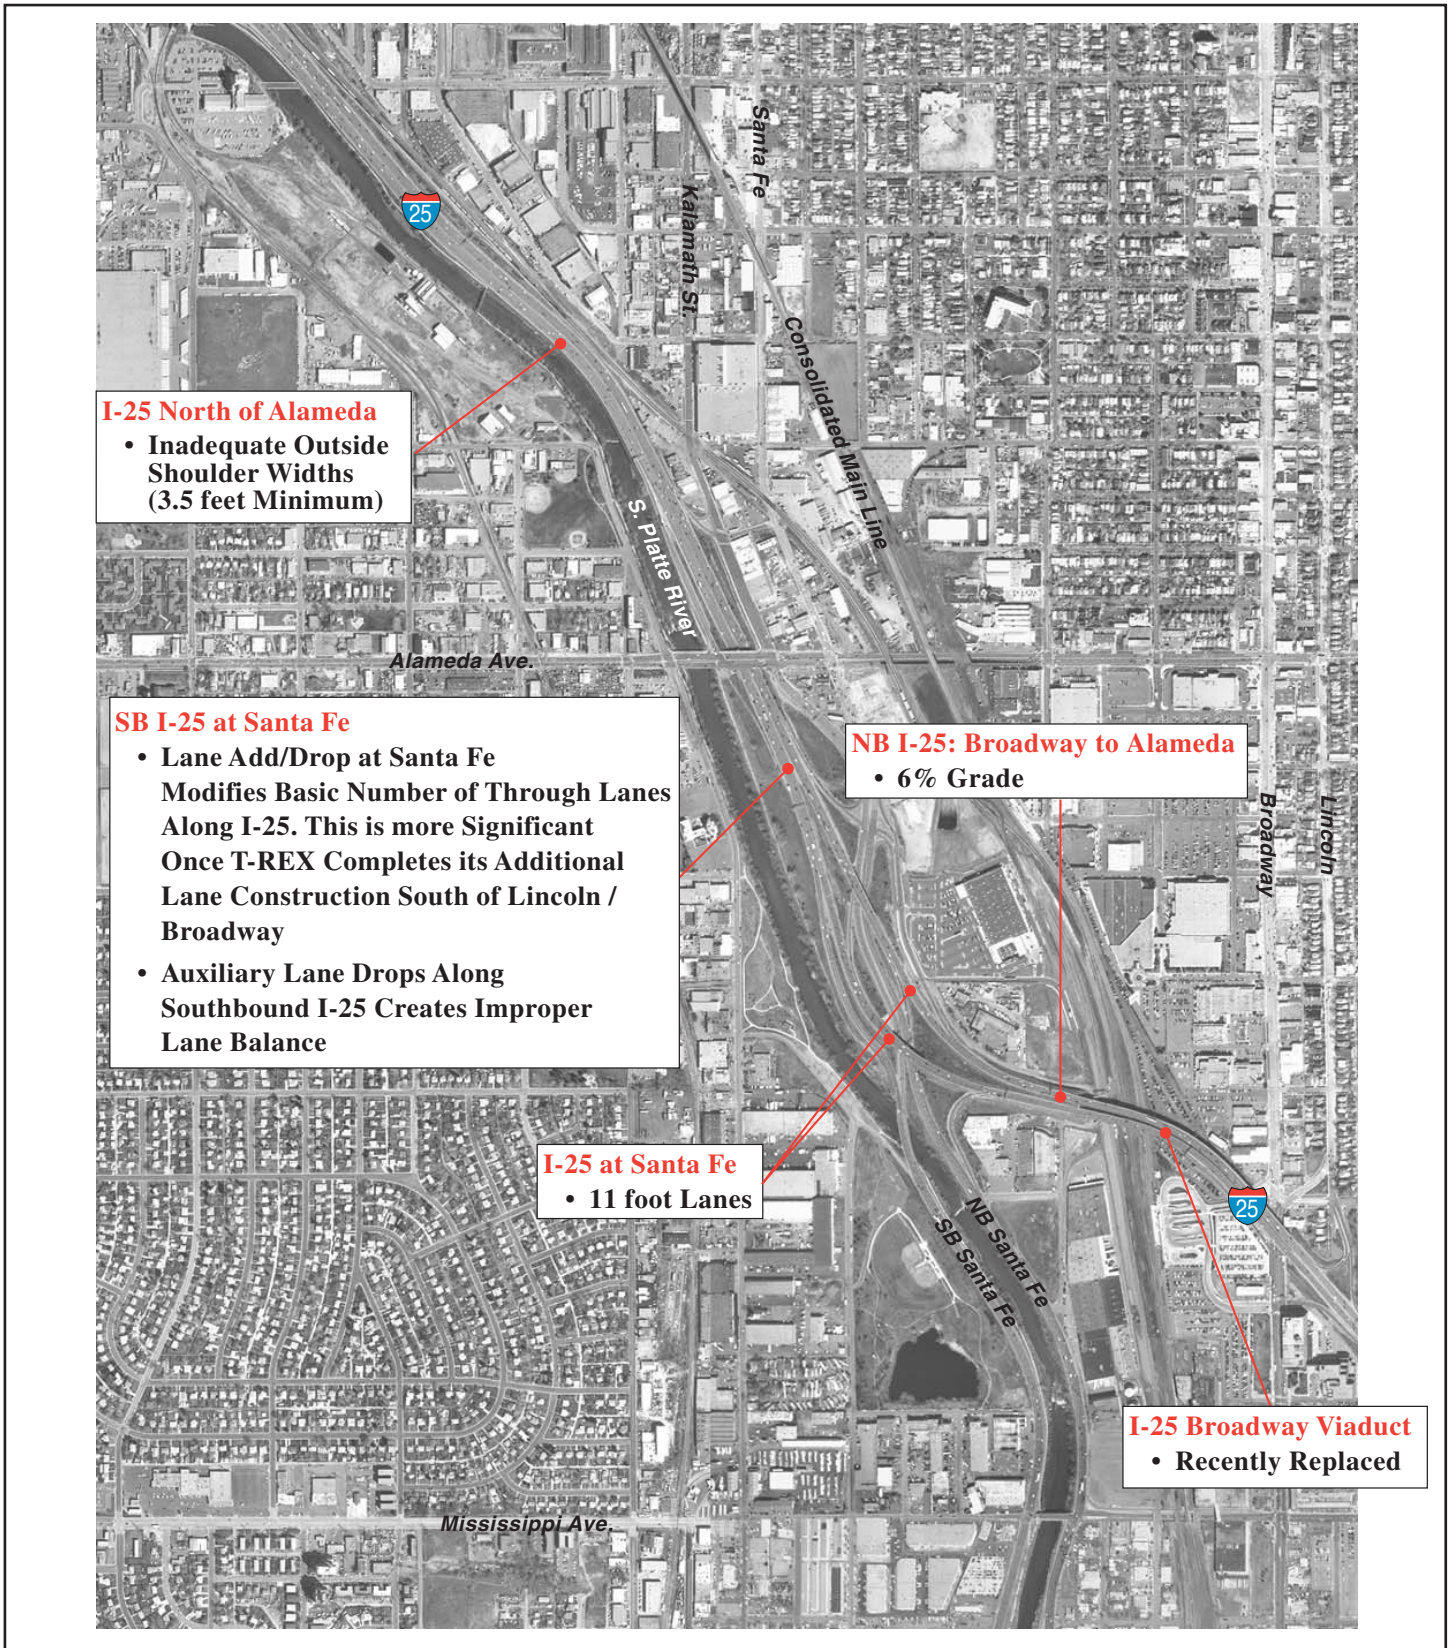 Santa Fe
Kalamath St.
25
Consolidated Main Line
I-25 North of Alameda
• Inadequate Outside
Shoulder Widths
(3.5 feet Minimum)
S. Platte River
Alameda Ave.
SB I-25 at Santa Fe
• Lane Add/Drop at Santa Fe
Modifies Basic Number of Through Lanes
Along I-25. This is more Significant
Once T-REX Completes its Additional
Lane Construction South of Lincoln /
Broadway
• Auxiliary Lane Drops Along
Southbound I-25 Creates Improper
Lane Balance
NB I-25: Broadway to Alameda
• 6% Grade
Broadway
Lincoln
I-25 at Santa Fe
• 11 foot Lanes
NB Santa Fe
SB Santa Fe
25
I-25 Broadway Viaduct
• Recently Replaced
Mississippi Ave.